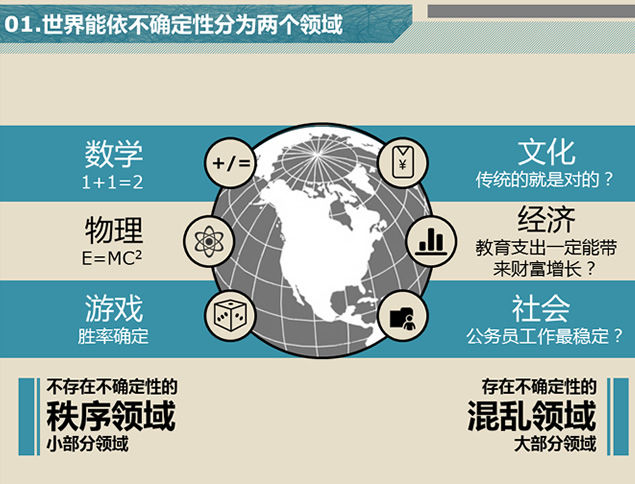 01.世界能依不确定性分为两个领域
数学
1+1=2
+/=
¥
文化
传统的就是对的？
物理
E=MC²
经济
教育支出一定能带
来财富增长？
游戏
胜率确定
社会
公务员工作最稳定？
不存在不确定性的
秩序领域
小部分领域
存在不确定性的
混乱领域
大部分领域